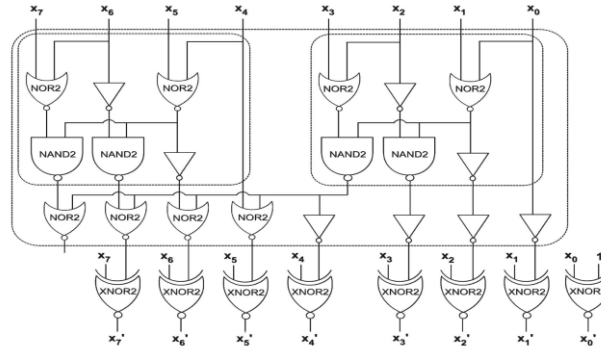 x7 x6 x5 x4 x3 x2 x1 x0
NOR2 NOR2 NOR2 NOR2
NAND2 NAND2 NAND2 NAND2
NOR2 NOR2 NOR2 NOR2
x7 x6 x5 x4 x3 x2 x1 x0 1
XNOR2 XNOR2 XNOR2 XNOR2 XNOR2 XNOR2 XNOR2 XNOR2
x7' x6' x5' x4' x3' x2' x1' x0'